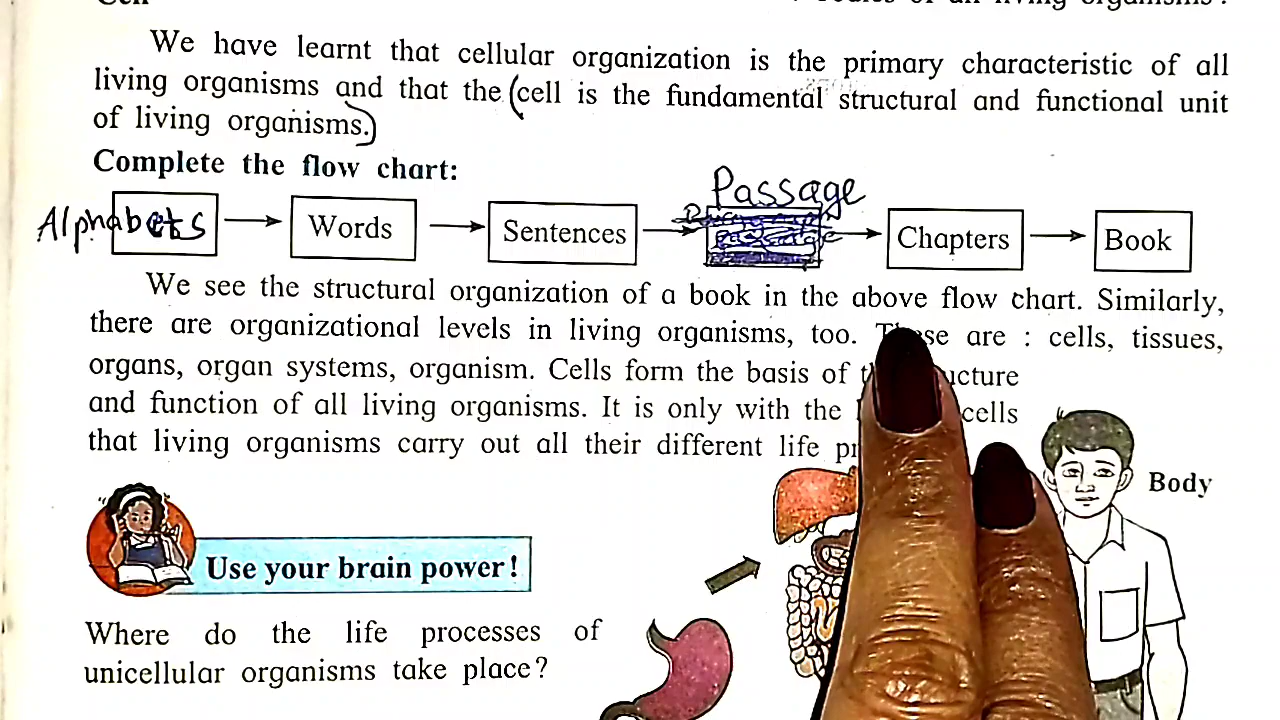 We have learnt that cellular organization is the primary characteristic of all
living organisms and that the (cell is the fundamental structural and functional unit
of living organisms.)
Complete the flow chart:
Passage
Alphabets Words Sentences Chapters Book
We see the structural organization of a book in the above flow chart. Similarly,
there are organizational levels in living organisms, too. are : cells, tissues,
organs, organ systems, organism. Cells form the basis of
and function of all living organisms. It is only with the cells
that living organisms carry out all their different life
Body
Use your brain power!
Where do the life processes of
unicellular organisms take place?